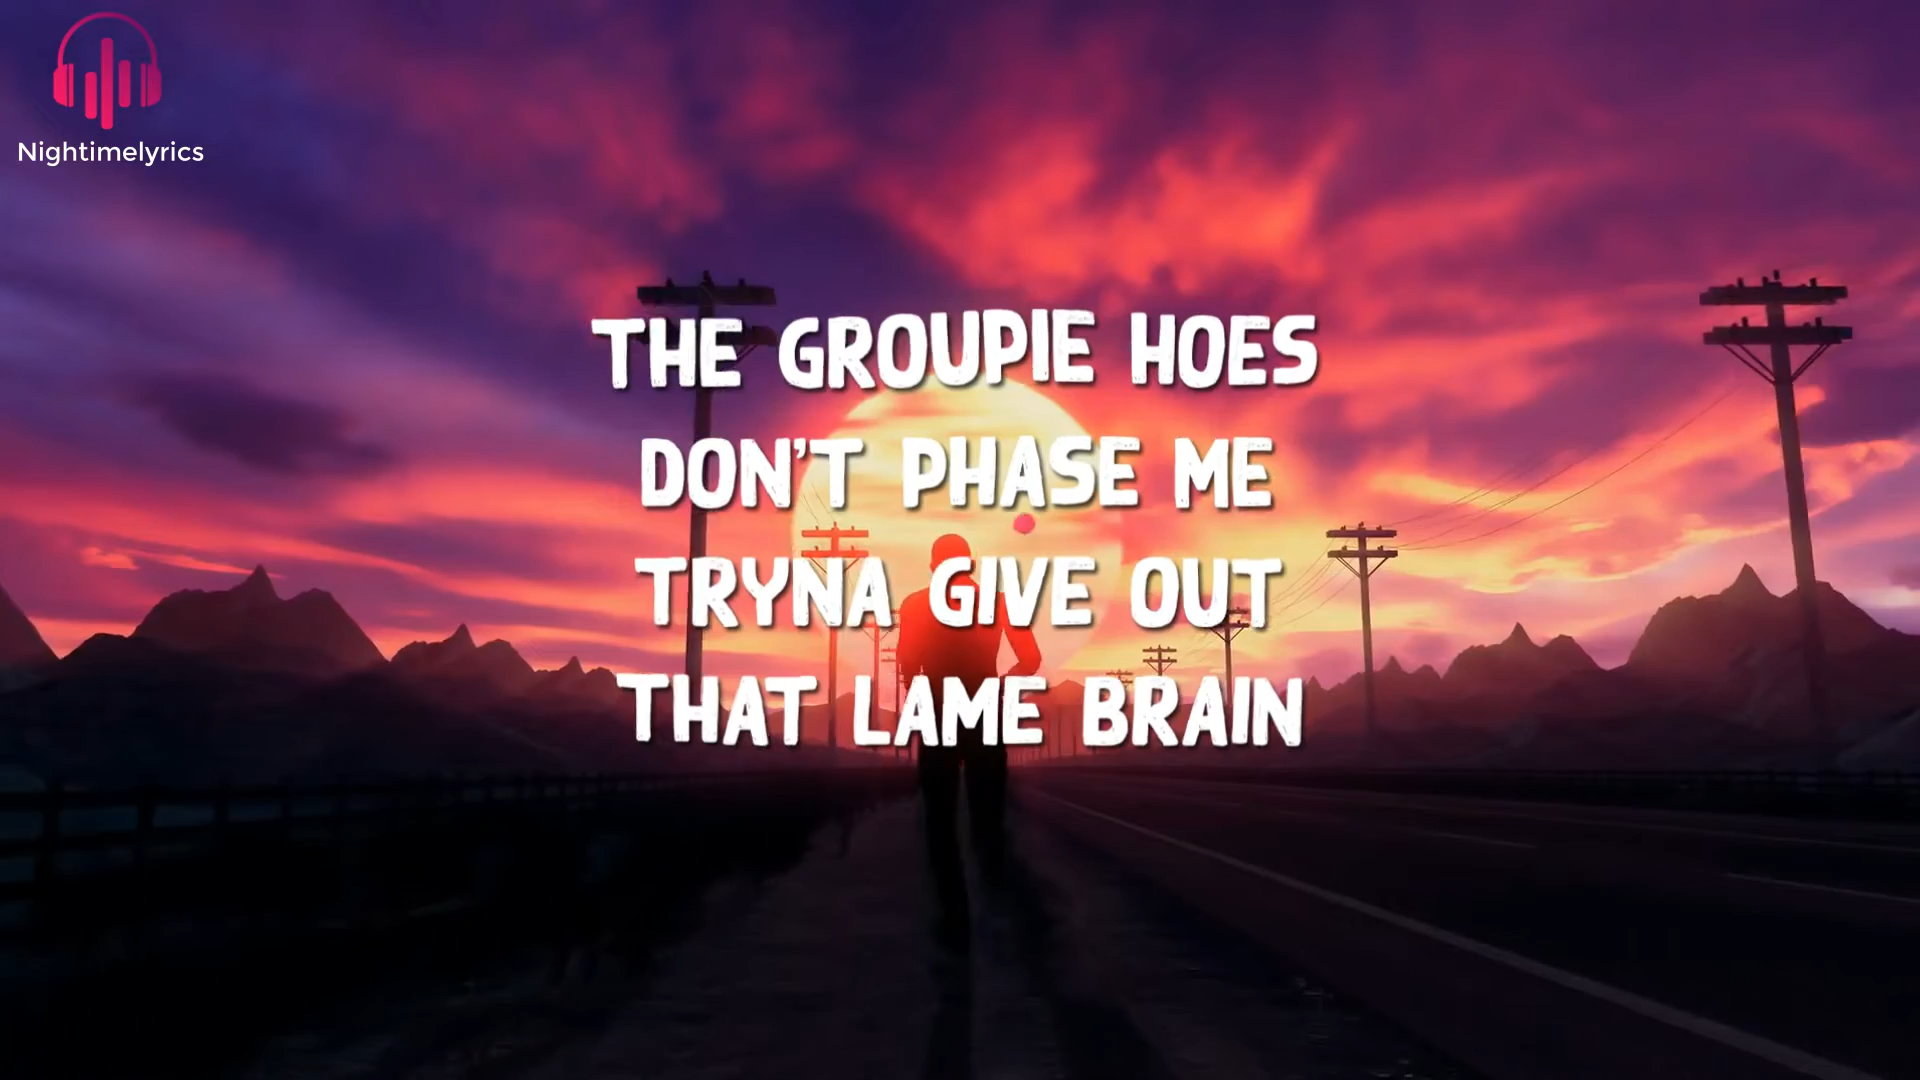 Nightimelyrics
THE GROUPIE HOES
DON'T PHASE ME
TRYNA GIVE OUT
THAT LAME BRAIN